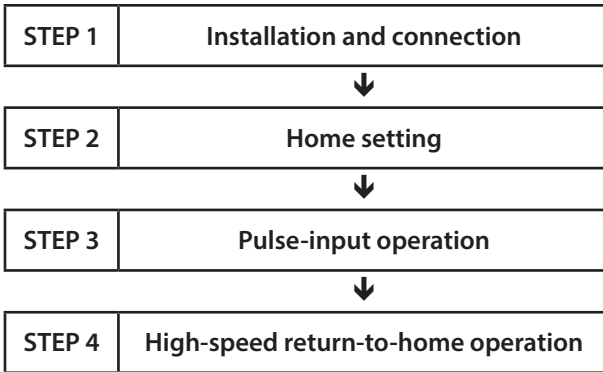 STEP 1 Installation and connection
STEP 2 Home setting
STEP 3 Pulse-input operation
STEP 4 High-speed return-to-home operation